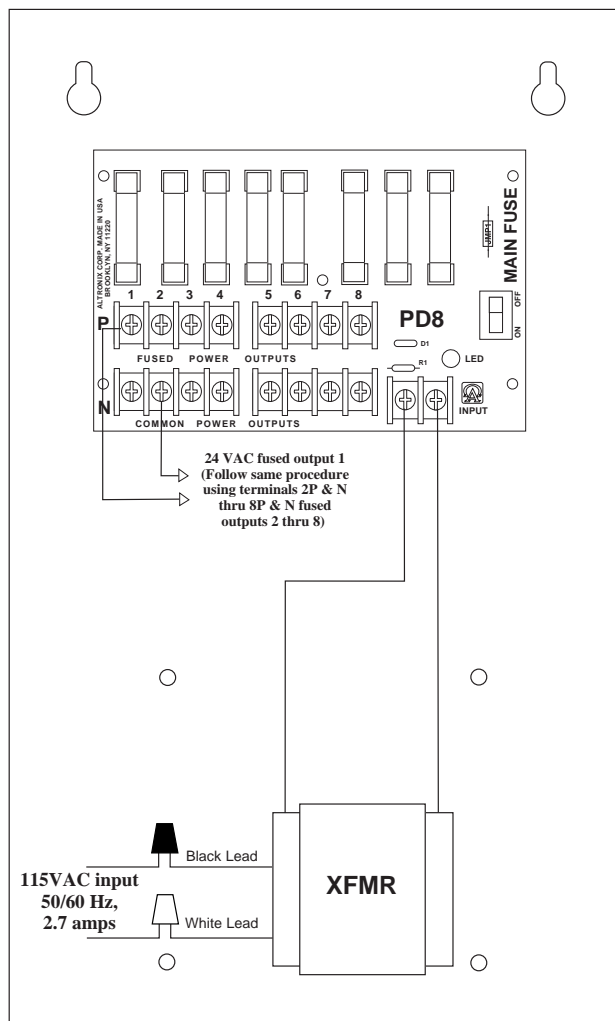 ALTRONIX CORP. MADE IN USA
BROOKLYN, NY 11220
JMP1
MAIN FUSE
OFF
ON
1 2 3 4 5 6 7 8
P
PD8
FUSED POWER OUTPUTS
D1
R1
LED
N
INPUT
COMMON POWER OUTPUTS
24 VAC fused output 1
(Follow same procedure
using terminals 2P & N
thru 8P & N fused
outputs 2 thru 8)
Black Lead
115VAC input
50/60 Hz,
2.7 amps
White Lead
XFMR